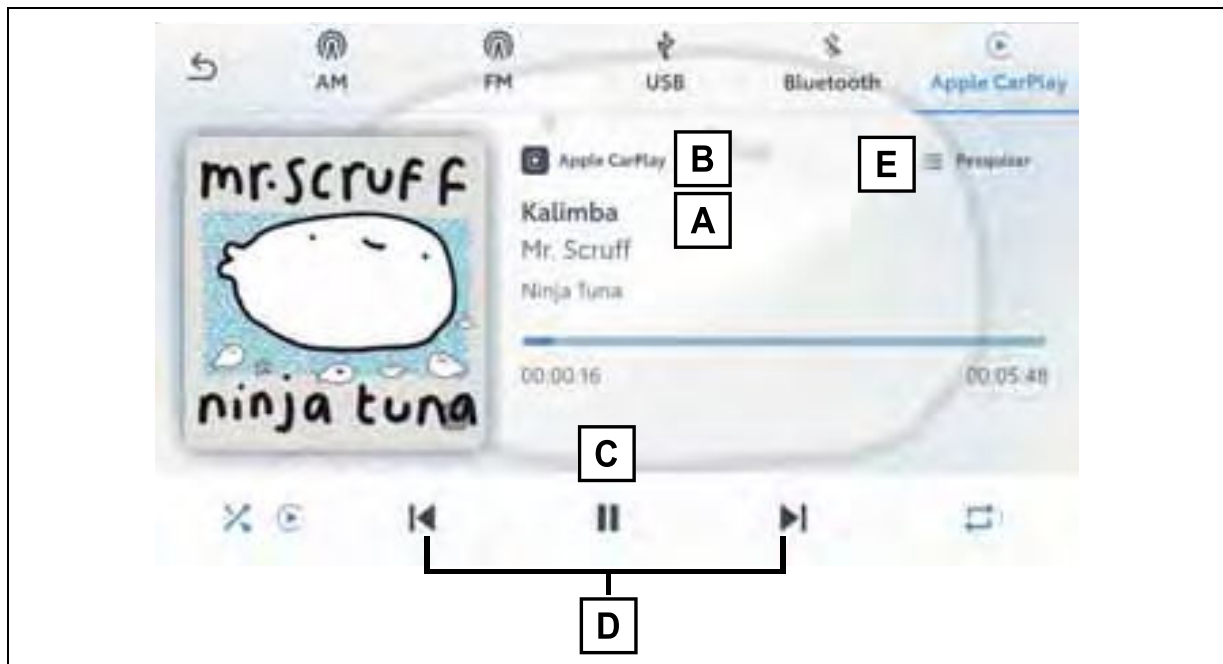 AM
FM
USB
Bluetooth
Apple CarPlay
mr.scruff
ninja tuna
Apple CarPlay
B
E
Pesquisar
Kalimba
A
Mr. Scruff
Ninja Tuna
00:00:16
00:05:48
C
D